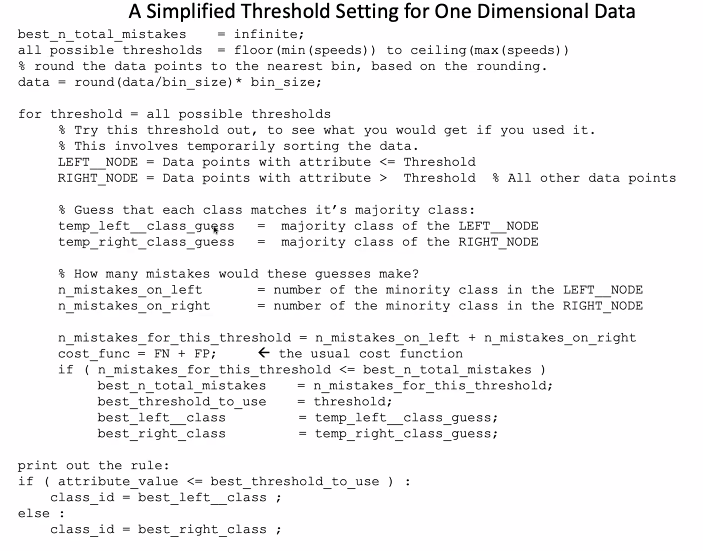 A Simplified Threshold Setting for One Dimensional Data
best_n_total_mistakes = infinite;
all possible thresholds = floor(min(speeds)) to ceiling(max(speeds))
% round the data points to the nearest bin, based on the rounding.
data = round(data/bin_size)* bin_size;
for threshold = all possible thresholds
% Try this threshold out, to see what you would get if you used it.
% This involves temporarily sorting the data.
LEFT__NODE = Data points with attribute <= Threshold
RIGHT_NODE = Data points with attribute > Threshold % All other data points
% Guess that each class matches it's majority class:
temp_left__class_guess = majority class of the LEFT__NODE
temp_right_class_guess = majority class of the RIGHT_NODE
% How many mistakes would these guesses make?
n_mistakes_on_left = number of the minority class in the LEFT__NODE
n_mistakes_on_right = number of the minority class in the RIGHT_NODE
n_mistakes_for_this_threshold = n_mistakes_on_left + n_mistakes_on_right
cost_func = FN + FP; ← the usual cost function
if ( n_mistakes_for_this_threshold <= best_n_total_mistakes )
best_n_total_mistakes = n_mistakes_for_this_threshold;
best_threshold_to_use = threshold;
best_left__class = temp_left__class_guess;
best_right_class = temp_right_class_guess;
print out the rule:
if ( attribute_value <= best_threshold_to_use ) :
class_id = best_left__class ;
else :
class_id = best_right_class ;